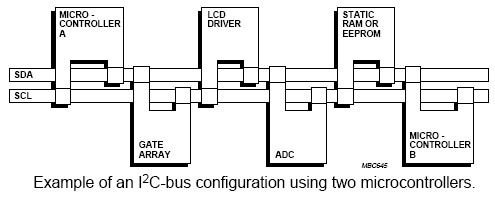 MICRO -
CONTROLLER
A
LCD
DRIVER
STATIC
RAM OR
EEPROM
SDA
SCL
GATE
ARRAY
ADC
MICRO -
CONTROLLER
B
MBC645
Example of an I²C-bus configuration using two microcontrollers.